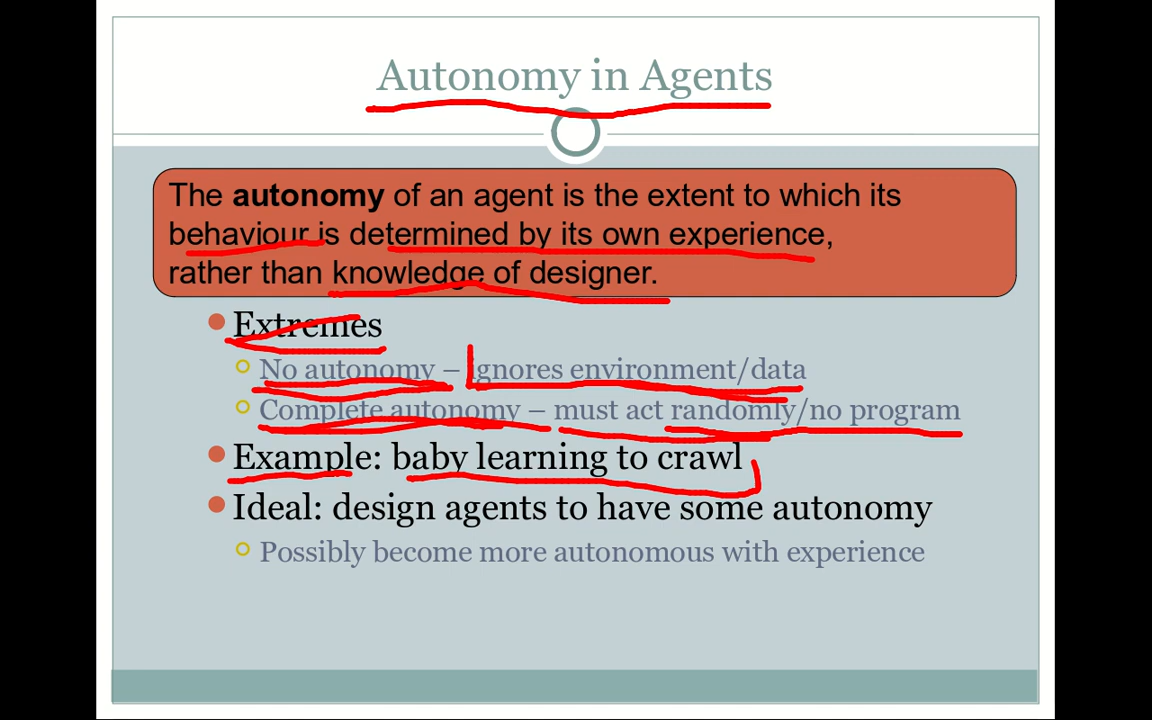 Autonomy in Agents
The autonomy of an agent is the extent to which its
behaviour is determined by its own experience,
rather than knowledge of designer.
Extremes
No autonomy – ignores environment/data
Complete autonomy – must act randomly/no program
Example: baby learning to crawl
Ideal: design agents to have some autonomy
Possibly become more autonomous with experience